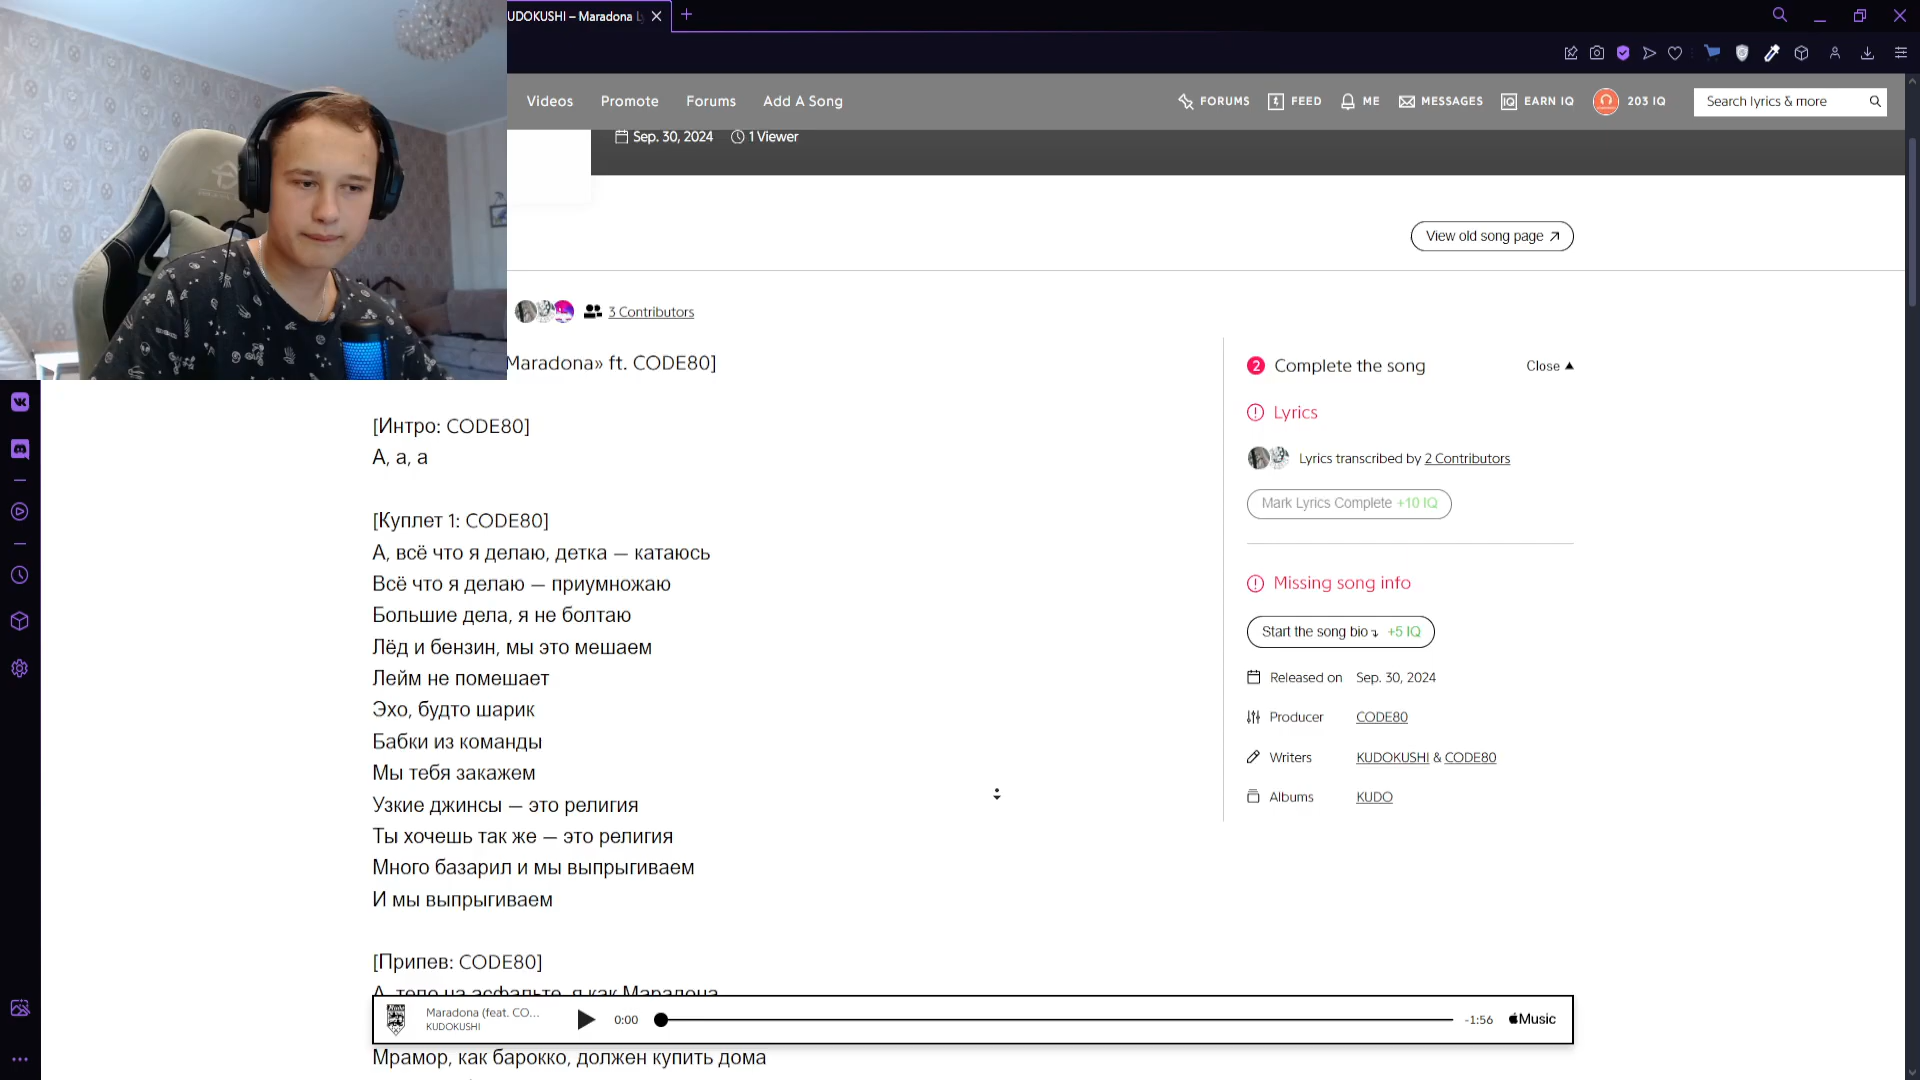 UDOKUSHI – Maradona L
Videos
Promote
Forums
Add A Song
FORUMS
FEED
ME
MESSAGES
EARN IQ
203 IQ
Search lyrics & more
Sep. 30, 2024
1 Viewer
View old song page
3 Contributors
Maradona» ft. CODE80]
[Интро: CODE80]
А, а, а
[Куплет 1: CODE80]
А, всё что я делаю, детка — катаюсь
Всё что я делаю — приумножаю
Большие дела, я не болтаю
Лёд и бензин, мы это мешаем
Лейм не помешает
Эхо, будто шарик
Бабки из команды
Мы тебя закажем
Узкие джинсы — это религия
Ты хочешь так же — это религия
Много базарил и мы выпрыгиваем
И мы выпрыгиваем
[Припев: CODE80]
А, тело на асфальте, я как Марадона
Мрамор, как барокко, должен купить дома
2 Complete the song
Close
Lyrics
Lyrics transcribed by 2 Contributors
Mark Lyrics Complete +10 IQ
Missing song info
Start the song bio +5 IQ
Released on Sep. 30, 2024
Producer CODE80
Writers KUDOKUSHI & CODE80
Albums KUDO
Maradona (feat. CO...
KUDOKUSHI
0:00
-1:56
Music